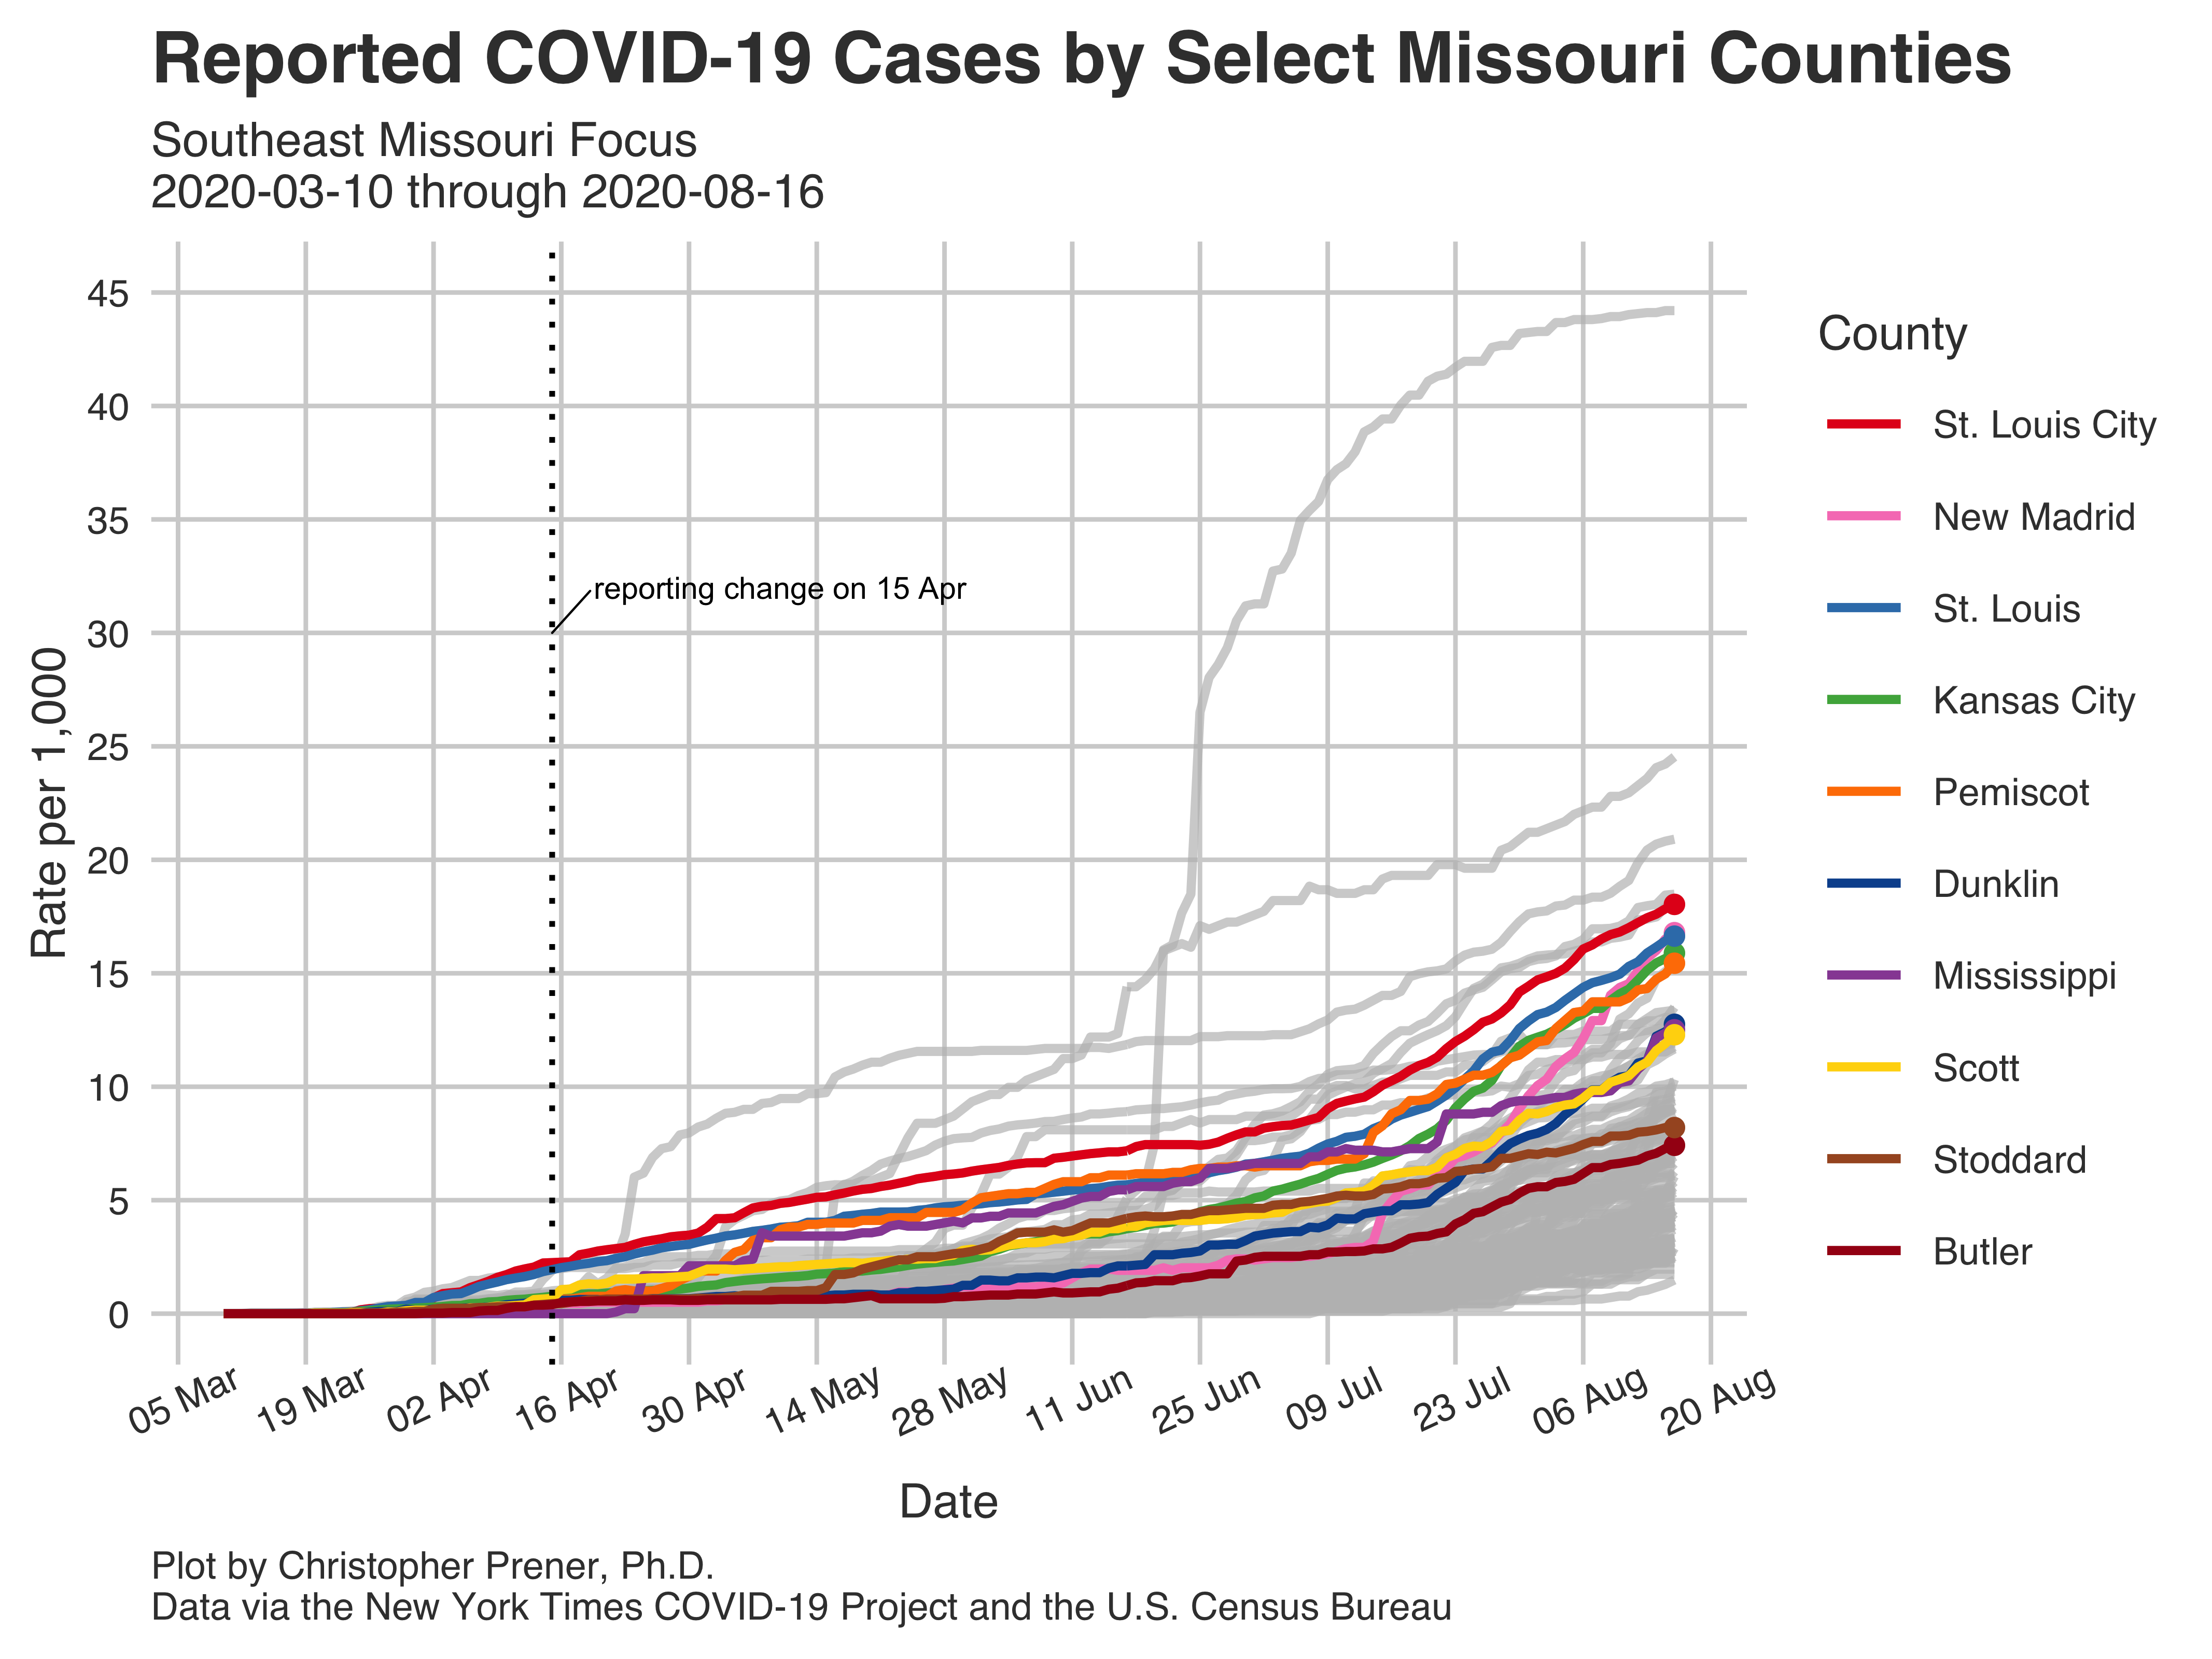 Reported COVID-19 Cases by Select Missouri Counties
Southeast Missouri Focus
2020-03-10 through 2020-08-16
45
40
35
30
25
20
15
10
5
0
Rate per 1,000
reporting change on 15 Apr
05 Mar
19 Mar
02 Apr
16 Apr
30 Apr
14 May
28 May
11 Jun
25 Jun
09 Jul
23 Jul
06 Aug
20 Aug
Date
County
St. Louis City
New Madrid
St. Louis
Kansas City
Pemiscot
Dunklin
Mississippi
Scott
Stoddard
Butler
Plot by Christopher Prener, Ph.D.
Data via the New York Times COVID-19 Project and the U.S. Census Bureau